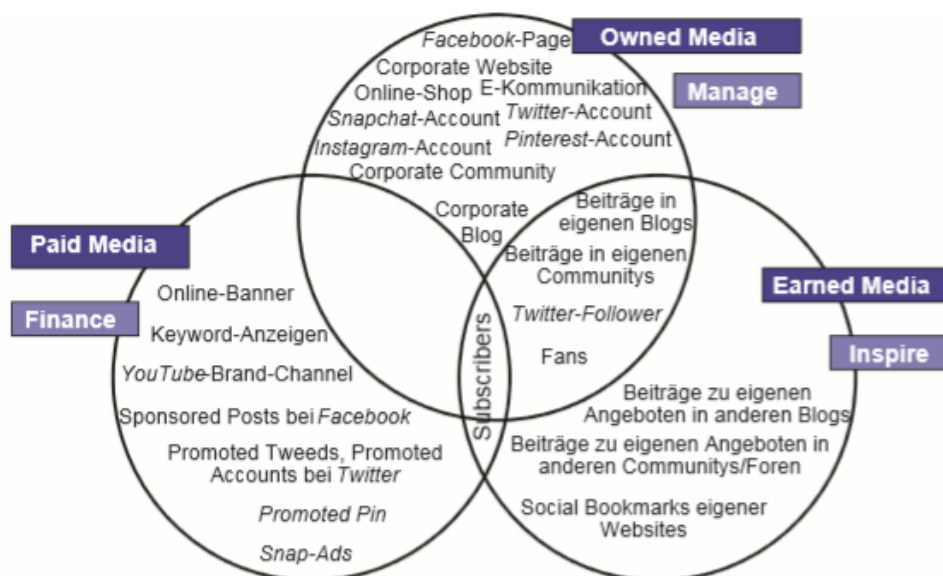 Facebook-Page
Owned Media
Corporate Website
Manage
Online-Shop
E-Kommunikation
Snapchat-Account
Twitter-Account
Instagram-Account
Pinterest-Account
Corporate Community
Corporate
Blog
Beiträge in
eigenen Blogs
Beiträge in eigenen
Communitys
Twitter-Follower
Fans
Paid Media
Finance
Online-Banner
Keyword-Anzeigen
YouTube-Brand-Channel
Sponsored Posts bei Facebook
Promoted Tweeds, Promoted
Accounts bei Twitter
Promoted Pin
Snap-Ads
Subscribers
Earned Media
Inspire
Beiträge zu eigenen
Angeboten in anderen Blogs
Beiträge zu eigenen Angeboten in
anderen Communitys/Foren
Social Bookmarks eigener
Websites